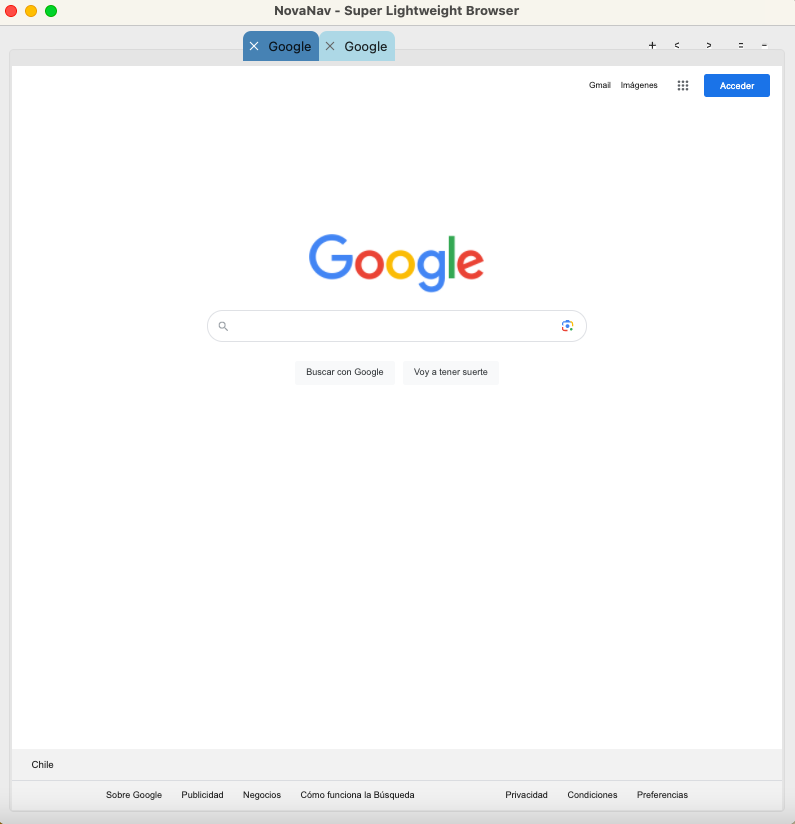 NovaNav - Super Lightweight Browser
Google Google + < > = -
Gmail Imágenes Acceder
Google
Buscar con Google Voy a tener suerte
Chile
Sobre Google Publicidad Negocios Cómo funciona la Búsqueda Privacidad Condiciones Preferencias